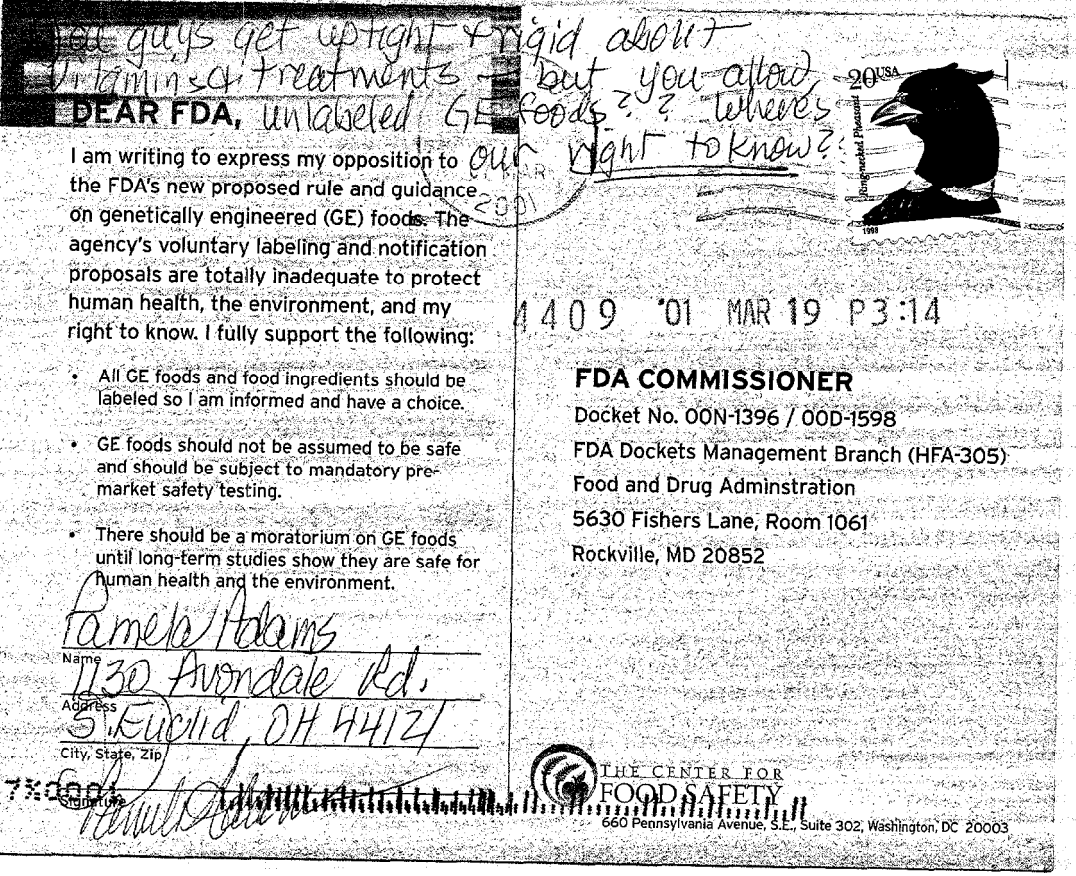 You guys get uptight & rigid about
vitamins & treatments - but you allow
unlabeled GE foods?? Where's
our right to know?
DEAR FDA,
I am writing to express my opposition to
the FDA's new proposed rule and guidance
on genetically engineered (GE) foods. The
agency's voluntary labeling and notification
proposals are totally inadequate to protect
human health, the environment, and my
right to know. I fully support the following:
• All GE foods and food ingredients should be
labeled so I am informed and have a choice.
• GE foods should not be assumed to be safe
and should be subject to mandatory pre-
market safety testing.
• There should be a moratorium on GE foods
until long-term studies show they are safe for
human health and the environment.
Pamela Adams
Name
1130 Avondale Rd.
Address
S. Euclid, OH 44121
City, State, Zip
Signature
20USA
Ring-necked Pheasant
1998
2001
4409 '01 MAR 19 P3:14
FDA COMMISSIONER
Docket No. 00N-1396 / 00D-1598
FDA Dockets Management Branch (HFA-305)
Food and Drug Adminstration
5630 Fishers Lane, Room 1061
Rockville, MD 20852
THE CENTER FOR
FOOD SAFETY
660 Pennsylvania Avenue, S.E., Suite 302, Washington, DC 20003